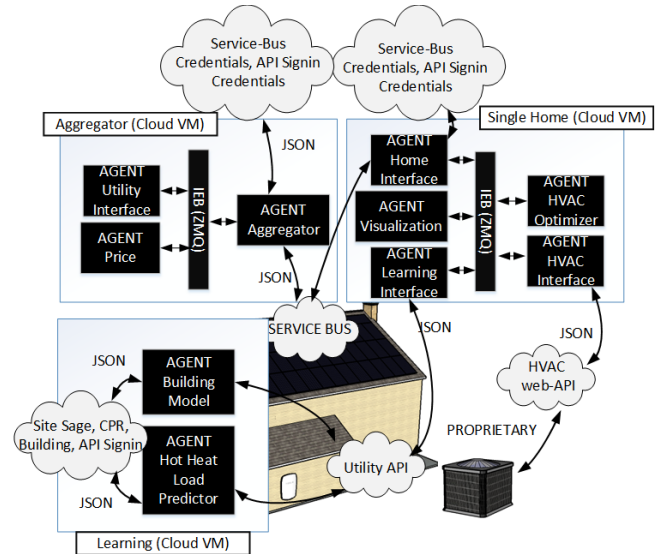 Service-Bus
Credentials, API Signin
Credentials
Service-Bus
Credentials, API Signin
Credentials
Aggregator (Cloud VM)
Single Home (Cloud VM)
JSON
AGENT
Utility
Interface
AGENT
Price
IEB (ZMQ)
AGENT
Aggregator
JSON
AGENT
Home
Interface
AGENT
Visualization
AGENT
Learning
Interface
IEB (ZMQ)
AGENT
HVAC
Optimizer
AGENT
HVAC
Interface
SERVICE BUS
JSON
JSON
HVAC
web-API
PROPRIETARY
JSON
AGENT
Building
Model
Site Sage, CPR,
Building, API Signin
AGENT
Hot Heat
Load
Predictor
JSON
Utility API
Learning (Cloud VM)